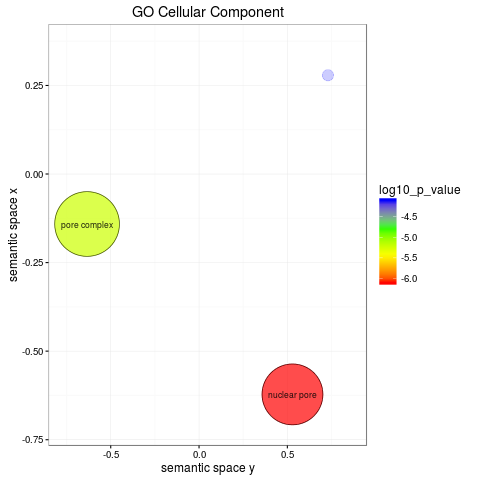 GO Cellular Component
0.25
0.00
-0.25
-0.50
-0.75
semantic space x
pore complex
nuclear pore
-0.5
0.0
0.5
semantic space y
log10_p_value
-4.5
-5.0
-5.5
-6.0